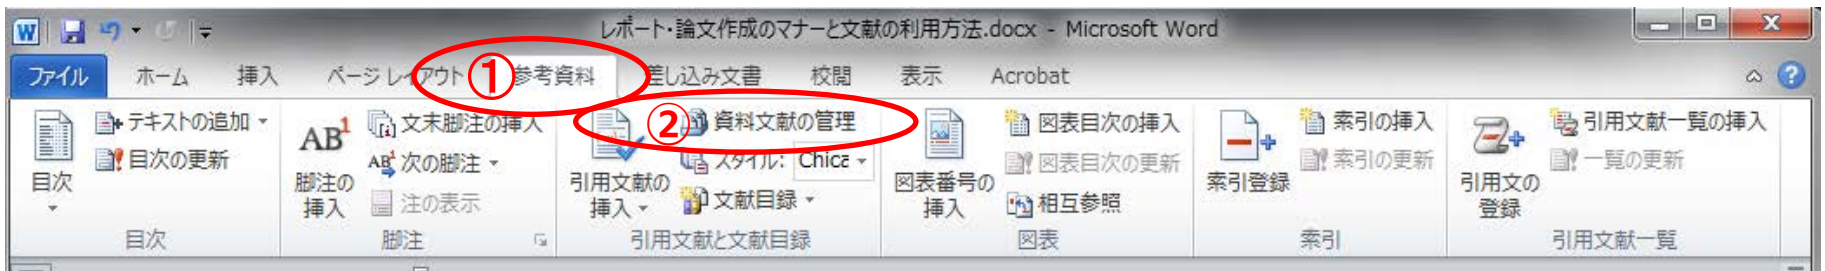 レポート・論文作成のマナーと文献の利用方法.docx - Microsoft Word
ファイル ホーム 挿入 ページ レイアウト ① 参考資料 差し込み文書 校閲 表示 Acrobat
目次
テキストの追加
目次の更新
目次
AB1
脚注の
挿入
文末脚注の挿入
次の脚注
注の表示
脚注
引用文献の
挿入
② 資料文献の管理
スタイル: Chica
文献目録
引用文献と文献目録
図表番号の
挿入
図表目次の挿入
図表目次の更新
相互参照
図表
索引登録
索引の挿入
索引の更新
索引
引用文の
登録
引用文献一覧の挿入
一覧の更新
引用文献一覧